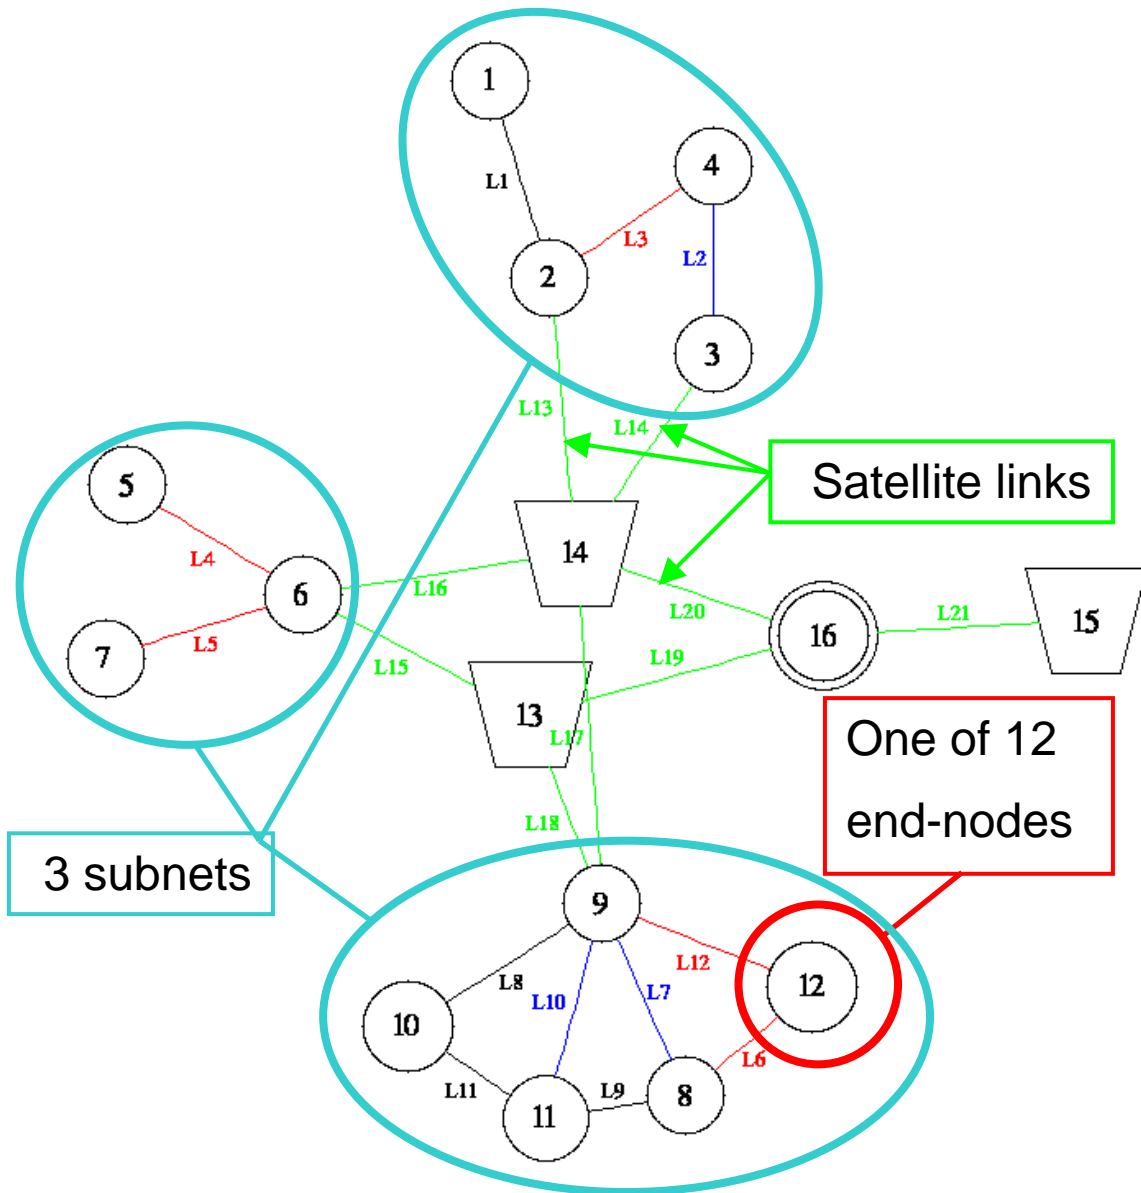 1
4
L1
L3
L2
2
3
L13
L14
Satellite links
5
L4
14
6
L16
L20
L21
15
16
7
L5
L15
L19
13
L17
One of 12
end-nodes
L18
3 subnets
9
L12
L8
L10
L7
12
10
L6
L11
L9
8
11